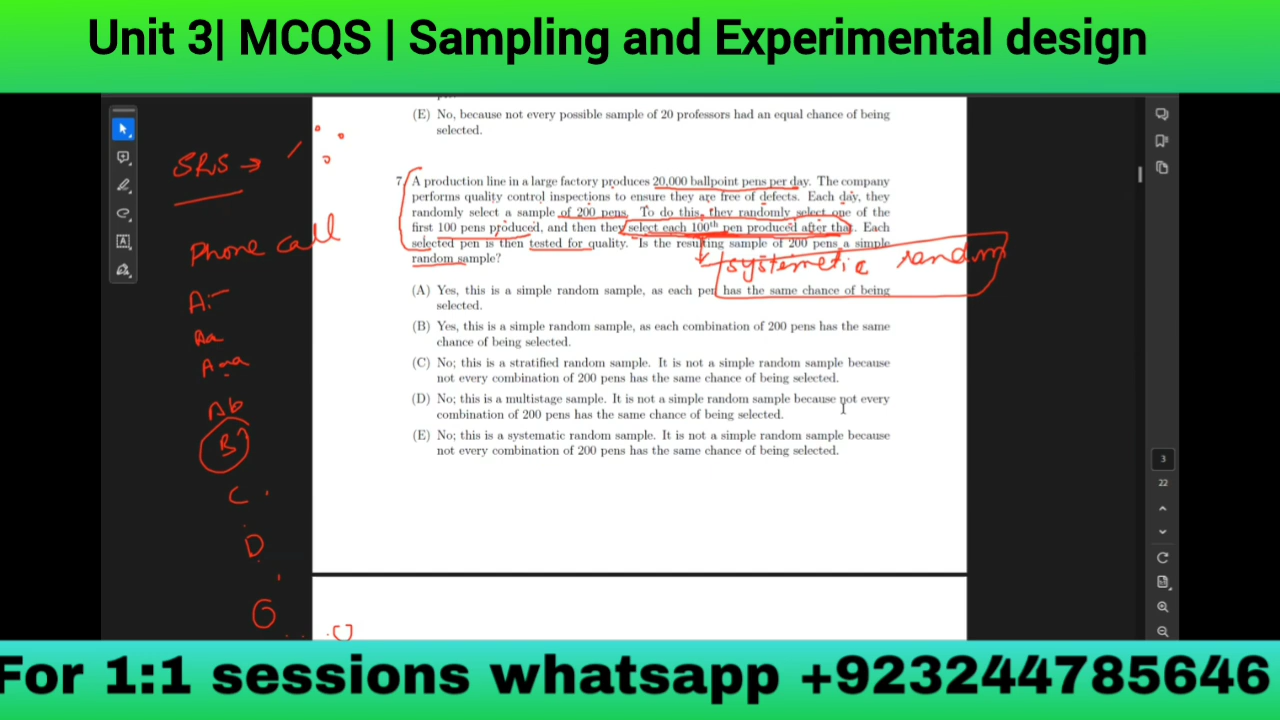 Unit 3| MCQS | Sampling and Experimental design
(E) No, because not every possible sample of 20 professors had an equal chance of being
selected.
SRS →
7. A production line in a large factory produces 20,000 ballpoint pens per day. The company
performs quality control inspections to ensure they are free of defects. Each day, they
randomly select a sample of 200 pens. To do this, they randomly select one of the
first 100 pens produced, and then they select each 100th pen produced after that. Each
selected pen is then tested for quality. Is the resulting sample of 200 pens a simple
random sample?
systemetic random
Phone call
(A) Yes, this is a simple random sample, as each pen has the same chance of being
selected.
(B) Yes, this is a simple random sample, as each combination of 200 pens has the same
chance of being selected.
(C) No; this is a stratified random sample. It is not a simple random sample because
not every combination of 200 pens has the same chance of being selected.
(D) No; this is a multistage sample. It is not a simple random sample because not every
combination of 200 pens has the same chance of being selected.
(E) No; this is a systematic random sample. It is not a simple random sample because
not every combination of 200 pens has the same chance of being selected.
Aa
Ab
B
C
D
3
22
For 1:1 sessions whatsapp +923244785646